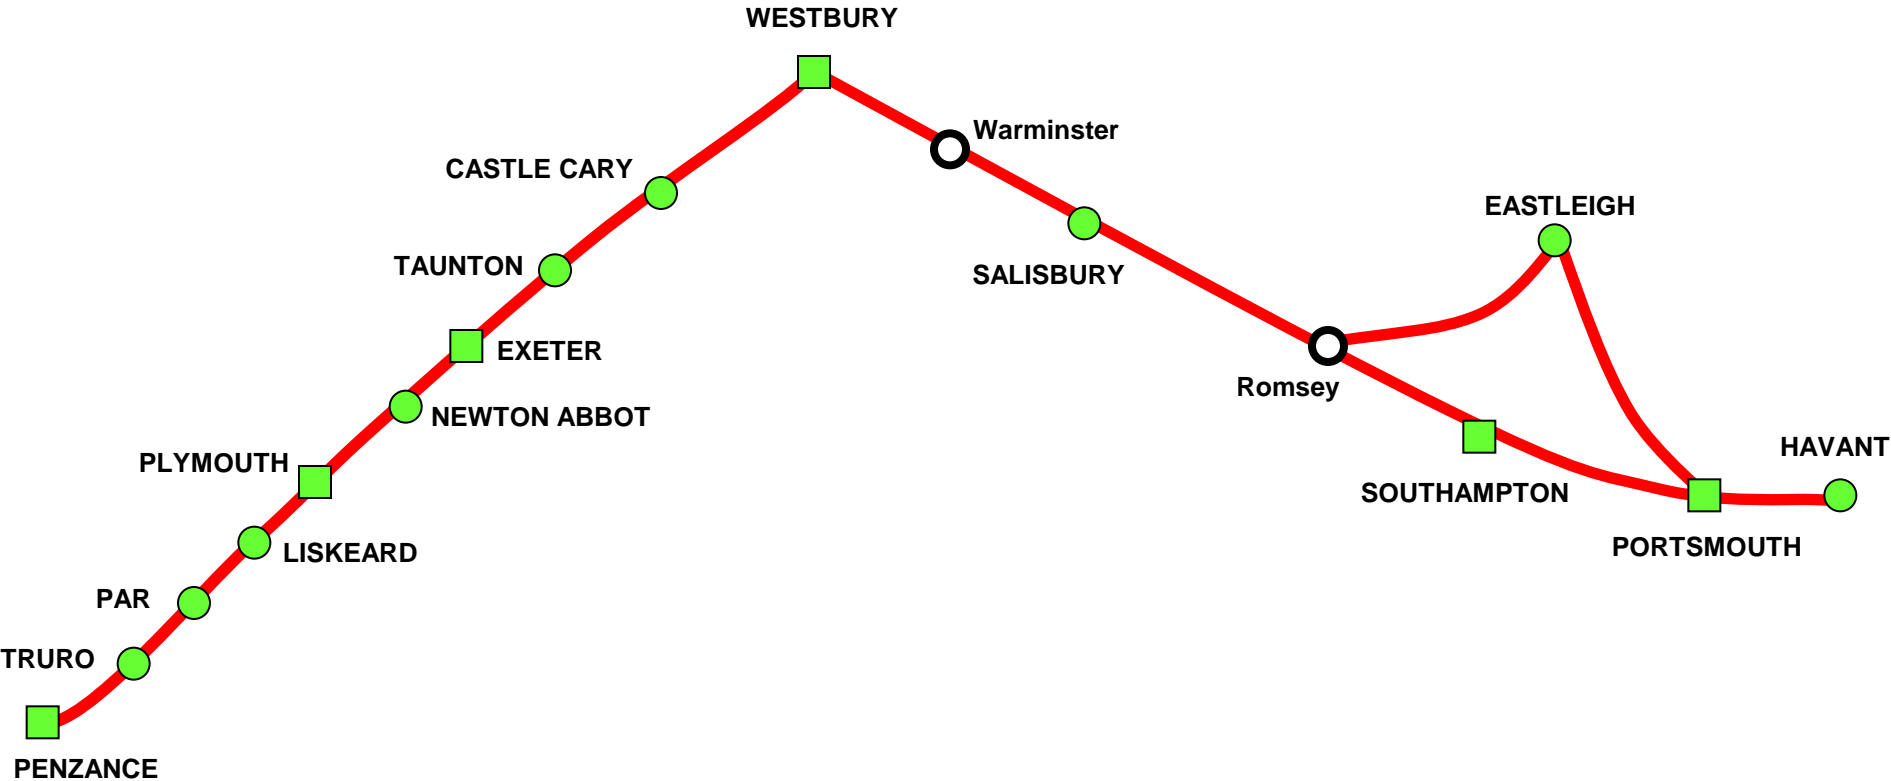 WESTBURY
Warminster
CASTLE CARY
EASTLEIGH
TAUNTON
SALISBURY
EXETER
Romsey
NEWTON ABBOT
HAVANT
PLYMOUTH
SOUTHAMPTON
PORTSMOUTH
LISKEARD
PAR
TRURO
PENZANCE